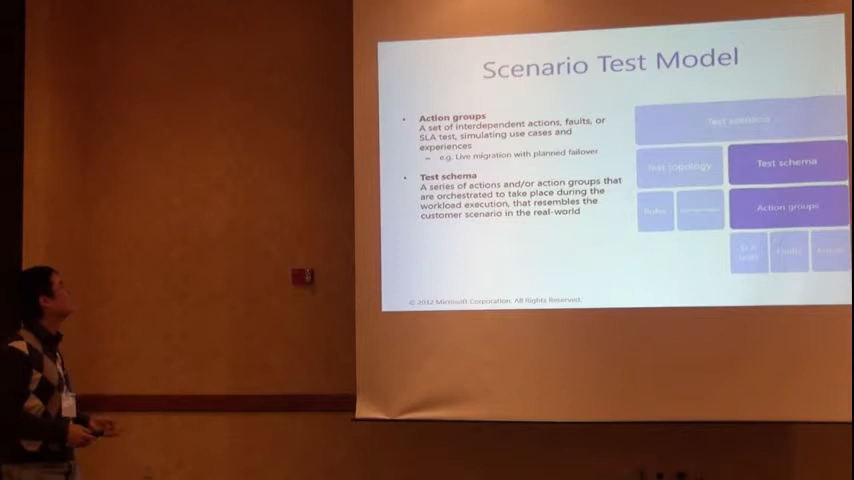 Scenario Test Model
• Action groups
A set of interdependent actions, faults, or
SLA test, simulating use cases and
experiences
– e.g. Live migration with planned failover
• Test schema
A series of actions and/or action groups that
are orchestrated to take place during the
workload execution, that resembles the
customer scenario in the real-world
Test scenario
Test topology
Test schema
Roles
Action groups
SLA
tests
Faults
Actions
© 2012 Microsoft Corporation. All Rights Reserved.